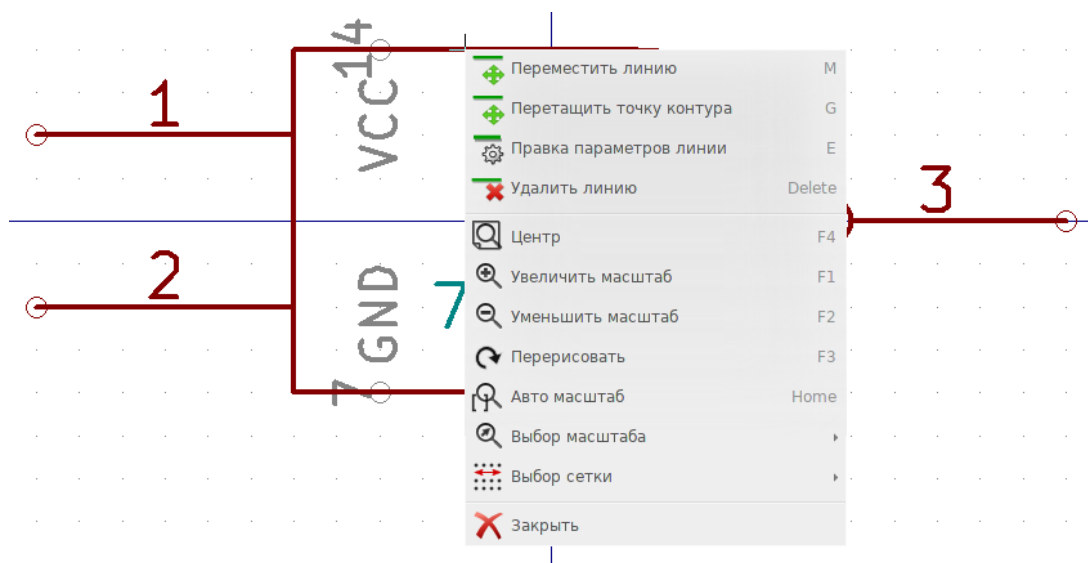 14
VCC
1
2
3
GND
7
7
Переместить линию M
Перетащить точку контура G
Правка параметров линии E
Удалить линию Delete
Центр F4
Увеличить масштаб F1
Уменьшить масштаб F2
Перерисовать F3
Авто масштаб Home
Выбор масштаба
Выбор сетки
Закрыть